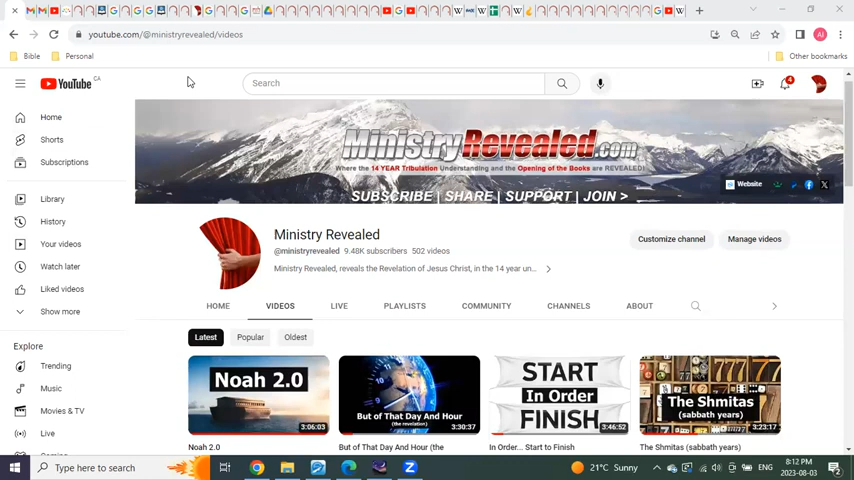 youtube.com/@ministryrevealed/videos
AI
Bible
Personal
Other bookmarks
YouTube CA
Search
4
MinistryRevealed.com
Where the 14 YEAR Tribulation Understanding and the Opening of the Books are REVEALED!
SUBSCRIBE | SHARE | SUPPORT | JOIN >
Website
Home
Shorts
Subscriptions
Library
History
Your videos
Watch later
Liked videos
Show more
Explore
Trending
Music
Movies & TV
Live
Gaming
Ministry Revealed
@ministryrevealed 9.48K subscribers 502 videos
Ministry Revealed, reveals the Revelation of Jesus Christ, in the 14 year un...
Customize channel
Manage videos
HOME
VIDEOS
LIVE
PLAYLISTS
COMMUNITY
CHANNELS
ABOUT
Latest
Popular
Oldest
Noah 2.0
3:06:03
But of That Day And Hour
(the revelation)
3:30:37
START
In Order
FINISH
3:46:52
777
The Shmitas
(sabbath years)
3:23:17
Noah 2.0
But of That Day And Hour (the
In Order... Start to Finish
The Shmitas (sabbath years)
Type here to search
21°C Sunny
ENG
8:12 PM
2023-08-03
2